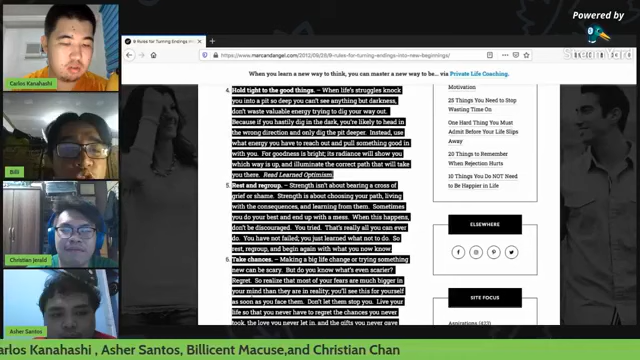 Powered by
9 Rules for Turning Endings into
https://www.marcandangel.com/2012/08/28/9-rules-for-turning-endings-into-new-beginnings/
When you learn a new way to think, you can master a new way to be... via Private Life Coaching.
4. Hold tight to the good things. – When life's struggles knock
you into a pit so deep you can't see anything but darkness,
don't waste valuable energy trying to dig your way out.
Because if you hastily dig in the dark, you're likely to head in
the wrong direction and only dig the pit deeper. Instead, use
what energy you have to reach out and pull something good in
with you. For goodness is bright; its radiance will show you
which way is up, and illuminate the correct path that will take
you there. Read Learned Optimism.
5. Rest and regroup. – Strength isn't about bearing a cross of
grief or shame. Strength is about choosing your path, living
with the consequences, and learning from them. Sometimes
you do your best and end up with a mess. When this happens,
don't be discouraged. You tried. That's really all you can ever
do. You have not failed; you just learned what not to do. So
rest, regroup, and begin again with what you now know.
6. Take chances. – Making a big life change or trying something
new can be scary. But do you know what's even scarier?
Regret. So realize that most of your fears are much bigger in
your mind than they are in reality; you'll see this for yourself
as soon as you face them. Don't let them stop you. Live your
life so that you never have to regret the chances you never
took, the love you never let in, and the gifts you never gave
Motivation
25 Things You Need to Stop
Wasting Time On
One Hard Thing You Must
Admit Before Your Life Slips
Away
20 Things to Remember
When Rejection Hurts
10 Things You Do NOT Need
to Be Happier in Life
ELSEWHERE
SITE FOCUS
Aspirations (423)
Carlos Kanahashi
Billi
Christian Jerald
Asher Santos
arlos Kanahashi , Asher Santos, Billicent Macuse,and Christian Chan